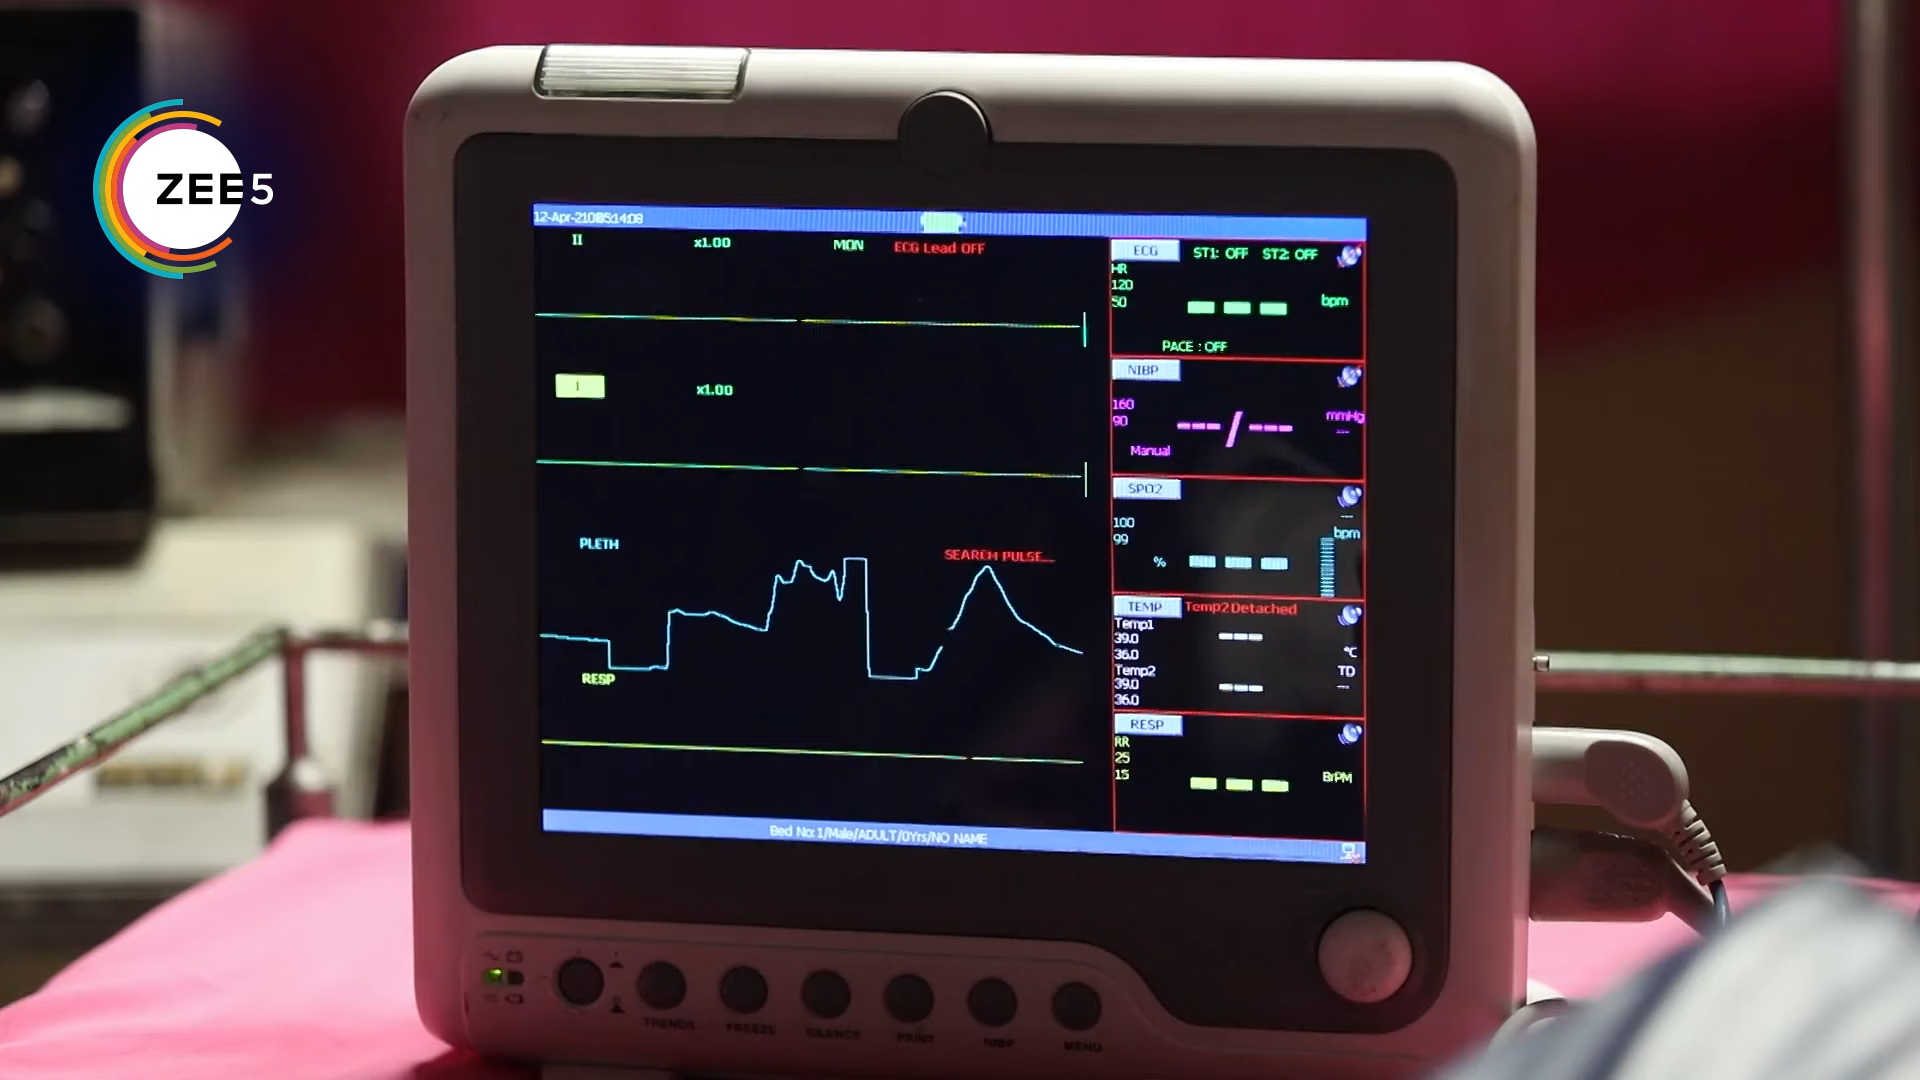 ZEE5
12-Apr-21 05:14:09
II x1.00 MON ECG Lead OFF
I x1.00
PLETH SEARCH PULSE...
RESP
ECG ST1: OFF ST2: OFF
HR
120
50
--- bpm
PACE : OFF
NIBP
160
90
---/--- mmHg
---
Manual
SPO2
100
99
---
bpm
% ---
TEMP Temp2 Detached
Temp1
39.0
36.0
---
°C
Temp2
39.0
36.0
---
TD
---
RESP
RR
25
15
--- BrPM
Bed No: 1/Male/ADULT/0Yrs/NO NAME
TRENDS FREEZE SILENCE PRINT NIBP MENU